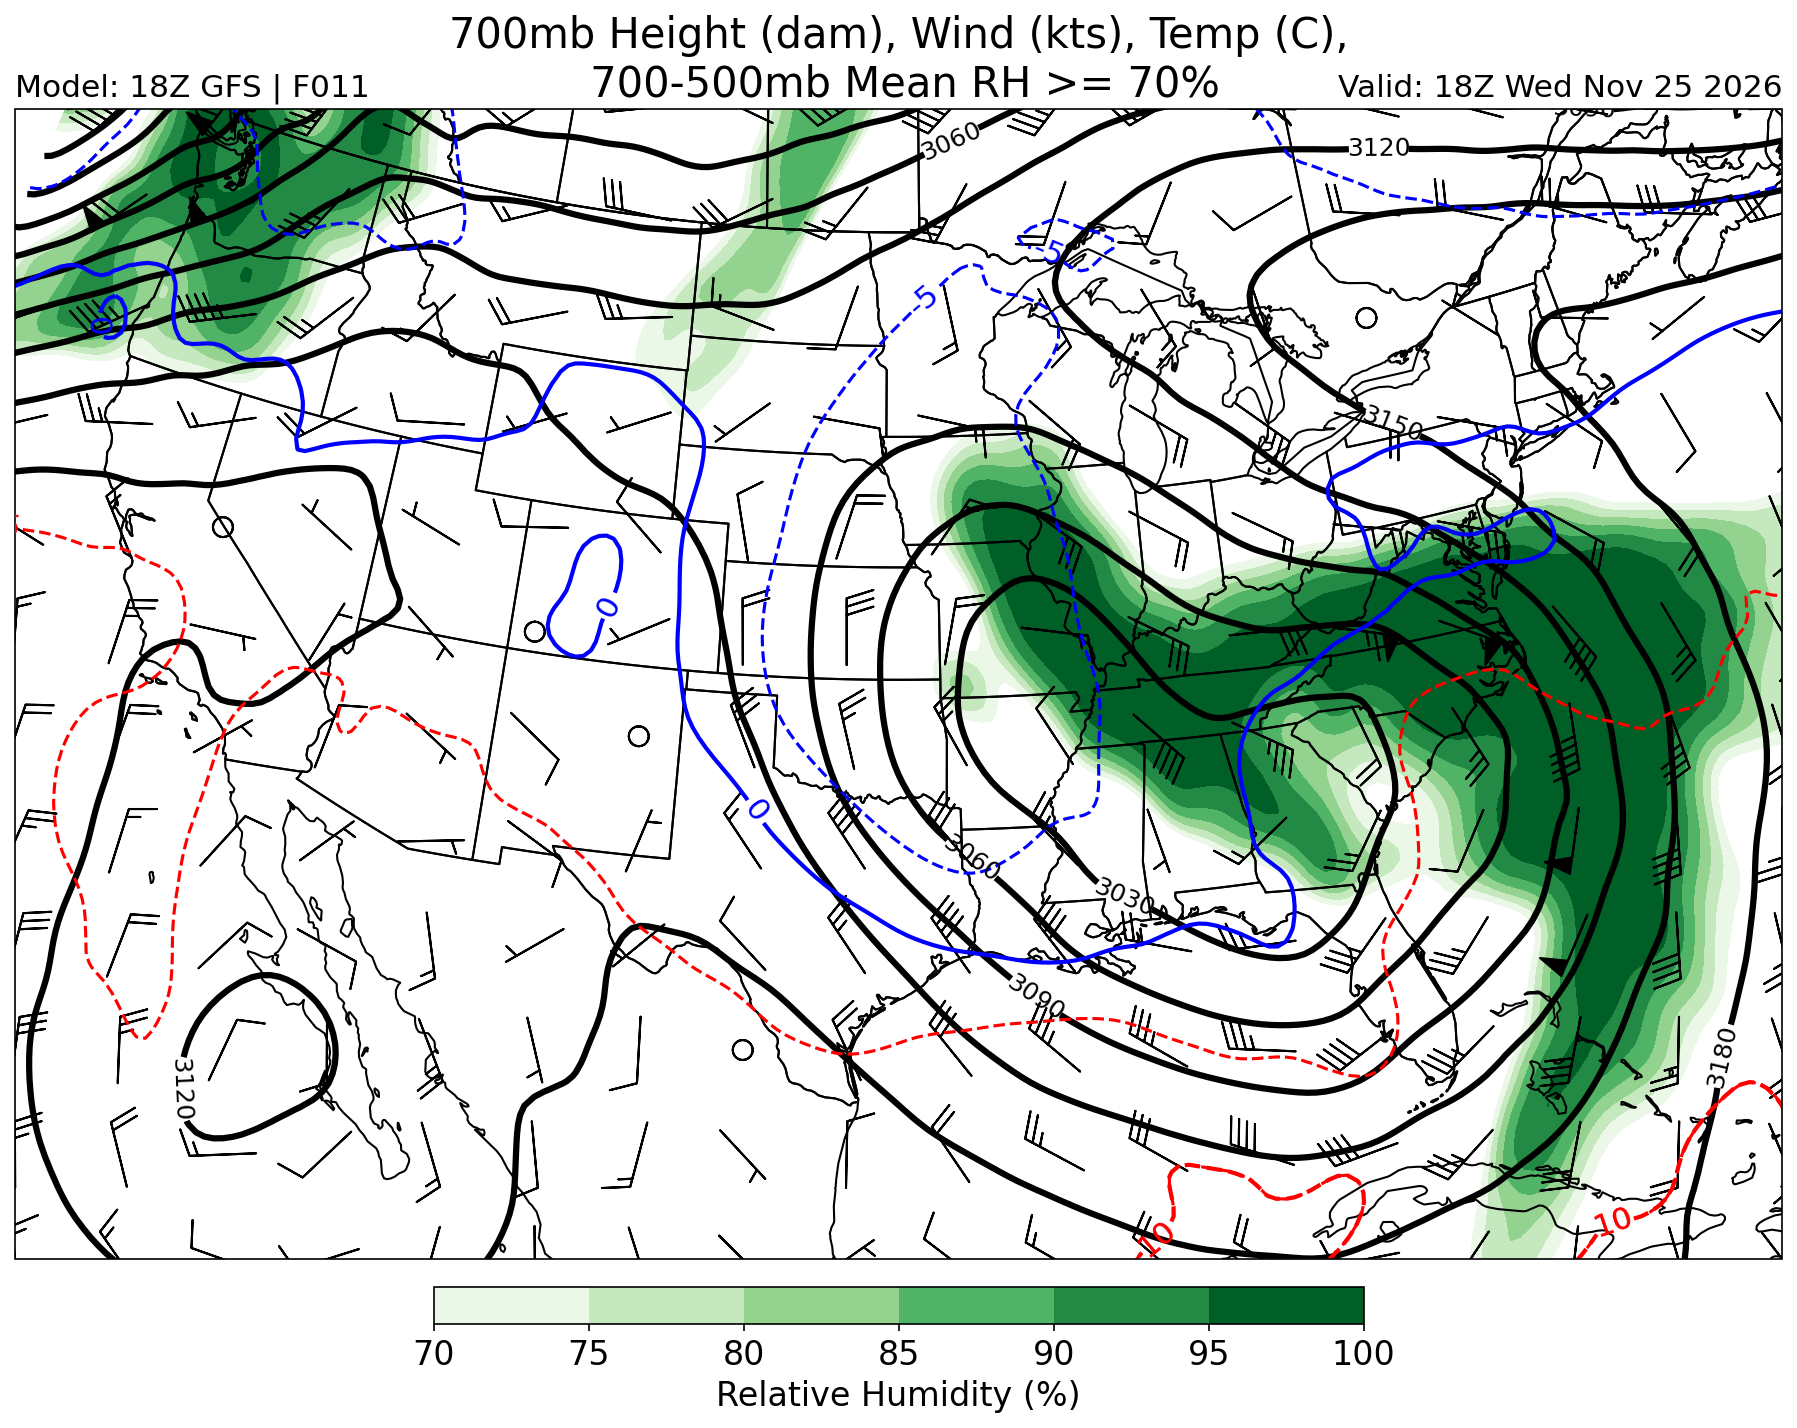 700mb Height (dam), Wind (kts), Temp (C),
700-500mb Mean RH >= 70%
Model: 18Z GFS | F011
Valid: 18Z Wed Nov 25 2026
3060
3120
-5
-5
0
3150
0
0
3060
3030
3090
3120
3180
10
10
70 75 80 85 90 95 100
Relative Humidity (%)